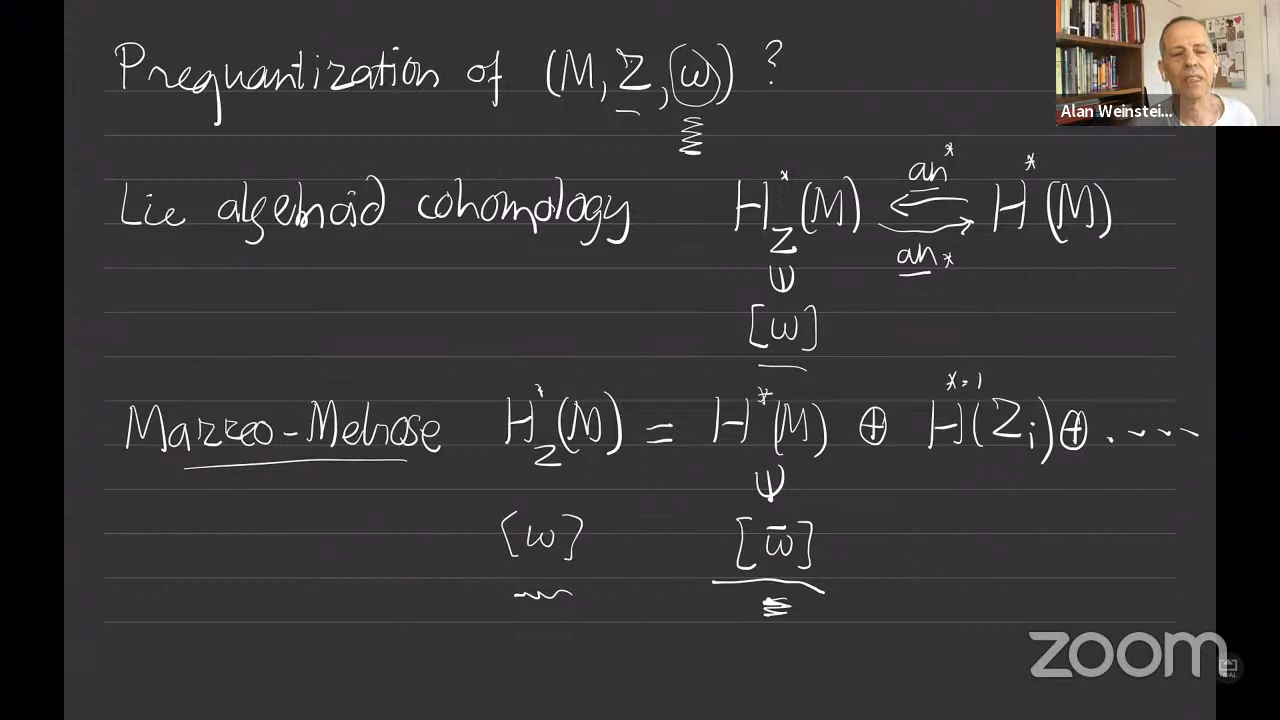 Prequantization of (M, Z, (ω)) ?
Alan Weinstei...
Lie algebroid cohomology H*_Z(M) ⇄ H*(M)
an*
an_*
Ψ
[ω]
Mazzeo-Melrose H*_Z(M) = H*(M) ⊕ H*⁻¹(Z_i) ⊕ .....
Ψ
[ω] [ω̄]
zoom